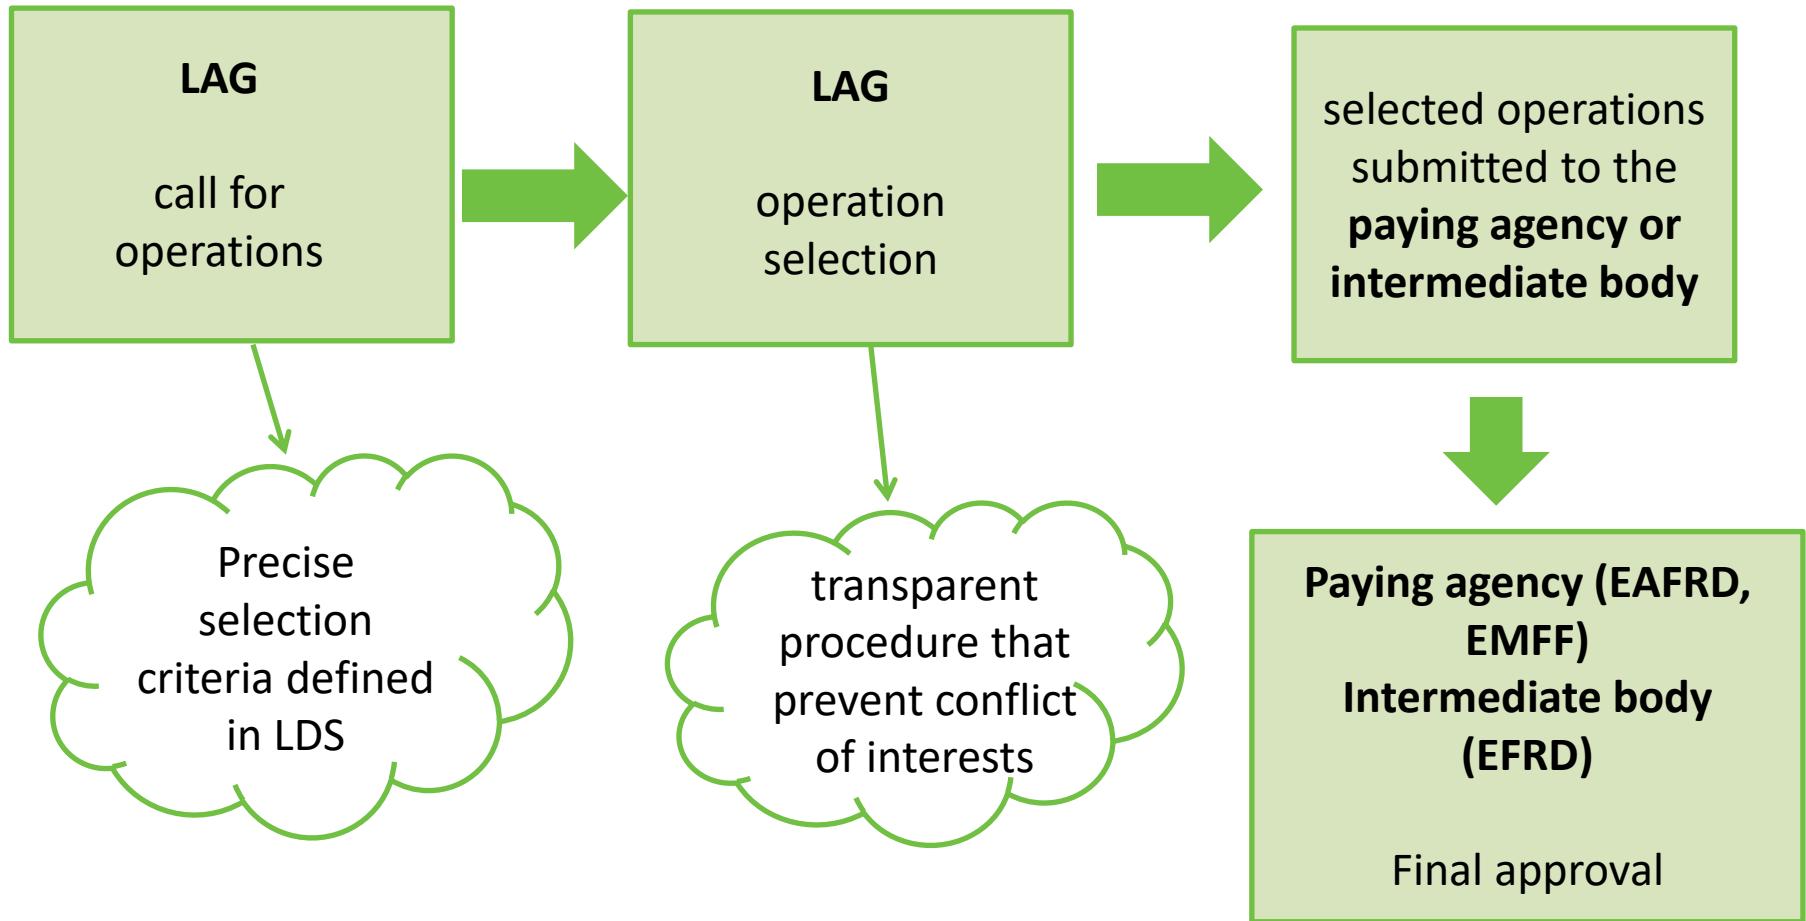 LAG
call for
operations
LAG
operation
selection
selected operations
submitted to the
paying agency or
intermediate body
Precise
selection
criteria defined
in LDS
transparent
procedure that
prevent conflict
of interests
Paying agency (EAFRD,
EMFF)
Intermediate body
(EFRD)
Final approval